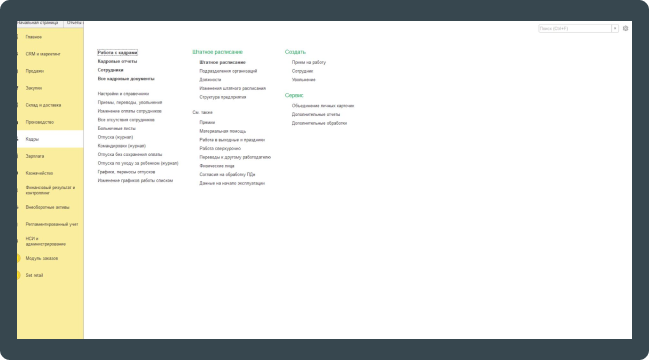 Начальная страница
Отчеты
Поиск (Ctrl+F)
Главное
CRM и маркетинг
Продажи
Закупки
Склад и доставка
Производство
Кадры
Зарплата
Казначейство
Финансовый результат и
контроллинг
Внеоборотные активы
Регламентированный учет
НСИ и
администрирование
Модуль заказов
Set retail
Работа с кадрами
Кадровые отчеты
Сотрудники
Все кадровые документы
Настройки и справочники
Приемы, переводы, увольнения
Изменение оплаты сотрудников
Все отсутствия сотрудников
Больничные листы
Отпуска (журнал)
Командировки (журнал)
Отпуска без сохранения оплаты
Отпуска по уходу за ребенком (журнал)
Графики, переносы отпусков
Изменение графиков работы списком
Штатное расписание
Штатное расписание
Подразделения организаций
Должности
Изменения штатного расписания
Структура предприятия
См. также
Премии
Материальная помощь
Работа в выходные и праздники
Работа сверхурочно
Переводы к другому работодателю
Физические лица
Согласия на обработку ПДн
Данные на начало эксплуатации
Создать
Прием на работу
Сотрудник
Увольнение
Сервис
Объединение личных карточек
Дополнительные отчеты
Дополнительные обработки